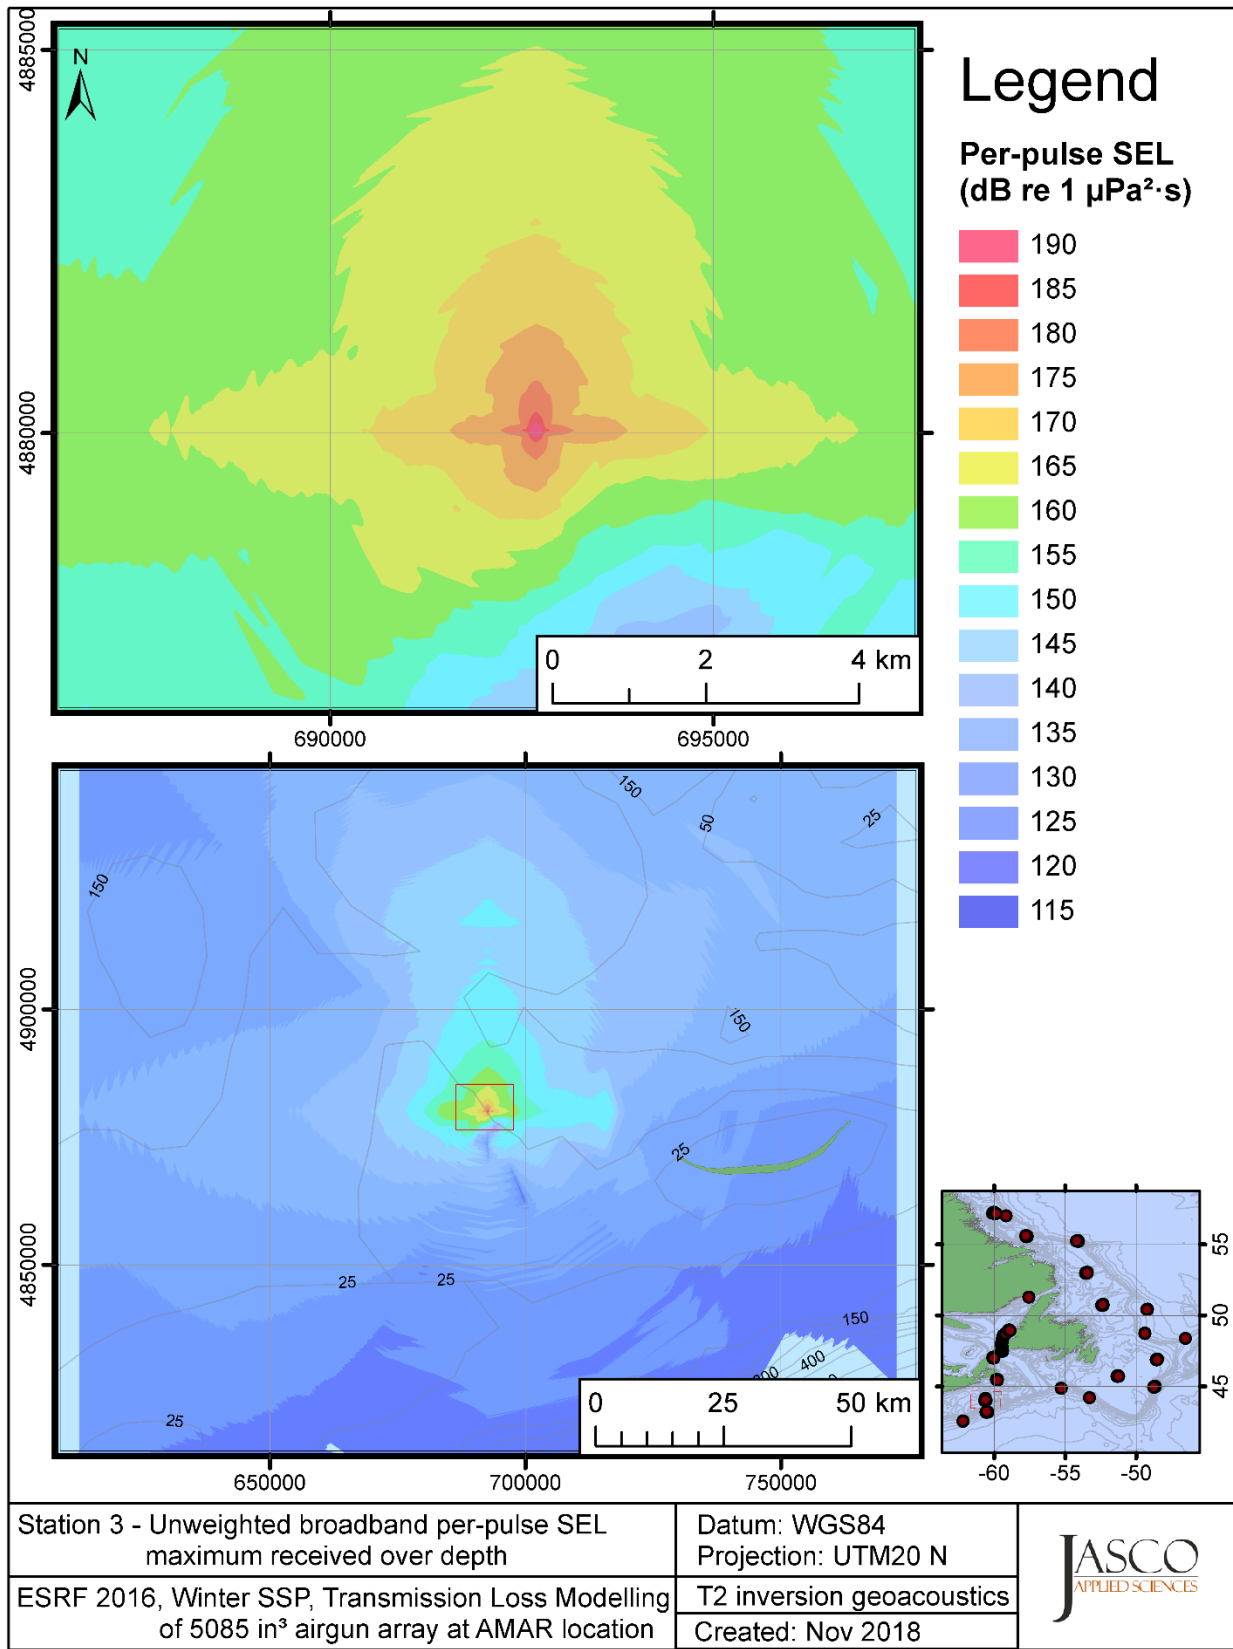 N
4885000
4880000
0 2 4 km
690000 695000
Legend
Per-pulse SEL
(dB re 1 µPa²·s)
190
185
180
175
170
165
160
155
150
145
140
135
130
125
120
115
150
50
25
150
150
25
25
25
150
400
25
4900000
4850000
0 25 50 km
650000 700000 750000
55
50
45
-60 -55 -50
Station 3 - Unweighted broadband per-pulse SEL
maximum received over depth
ESRF 2016, Winter SSP, Transmission Loss Modelling
of 5085 in³ airgun array at AMAR location
Datum: WGS84
Projection: UTM20 N
T2 inversion geoacoustics
Created: Nov 2018
JASCO
APPLIED SCIENCES